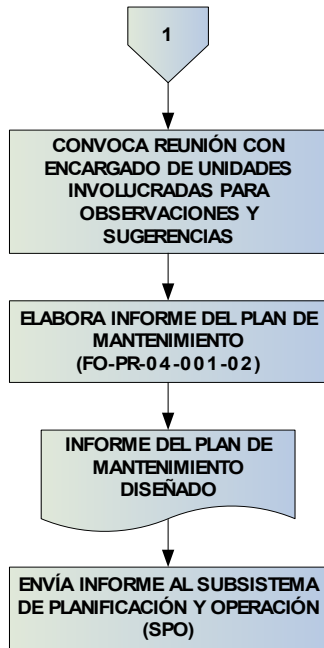 1
CONVOCA REUNIÓN CON
ENCARGADO DE UNIDADES
INVOLUCRADAS PARA
OBSERVACIONES Y
SUGERENCIAS
ELABORA INFORME DEL PLAN DE
MANTENIMIENTO
(FO-PR-04-001-02)
INFORME DEL PLAN DE
MANTENIMIENTO
DISEÑADO
ENVÍA INFORME AL SUBSISTEMA
DE PLANIFICACIÓN Y OPERACIÓN
(SPO)